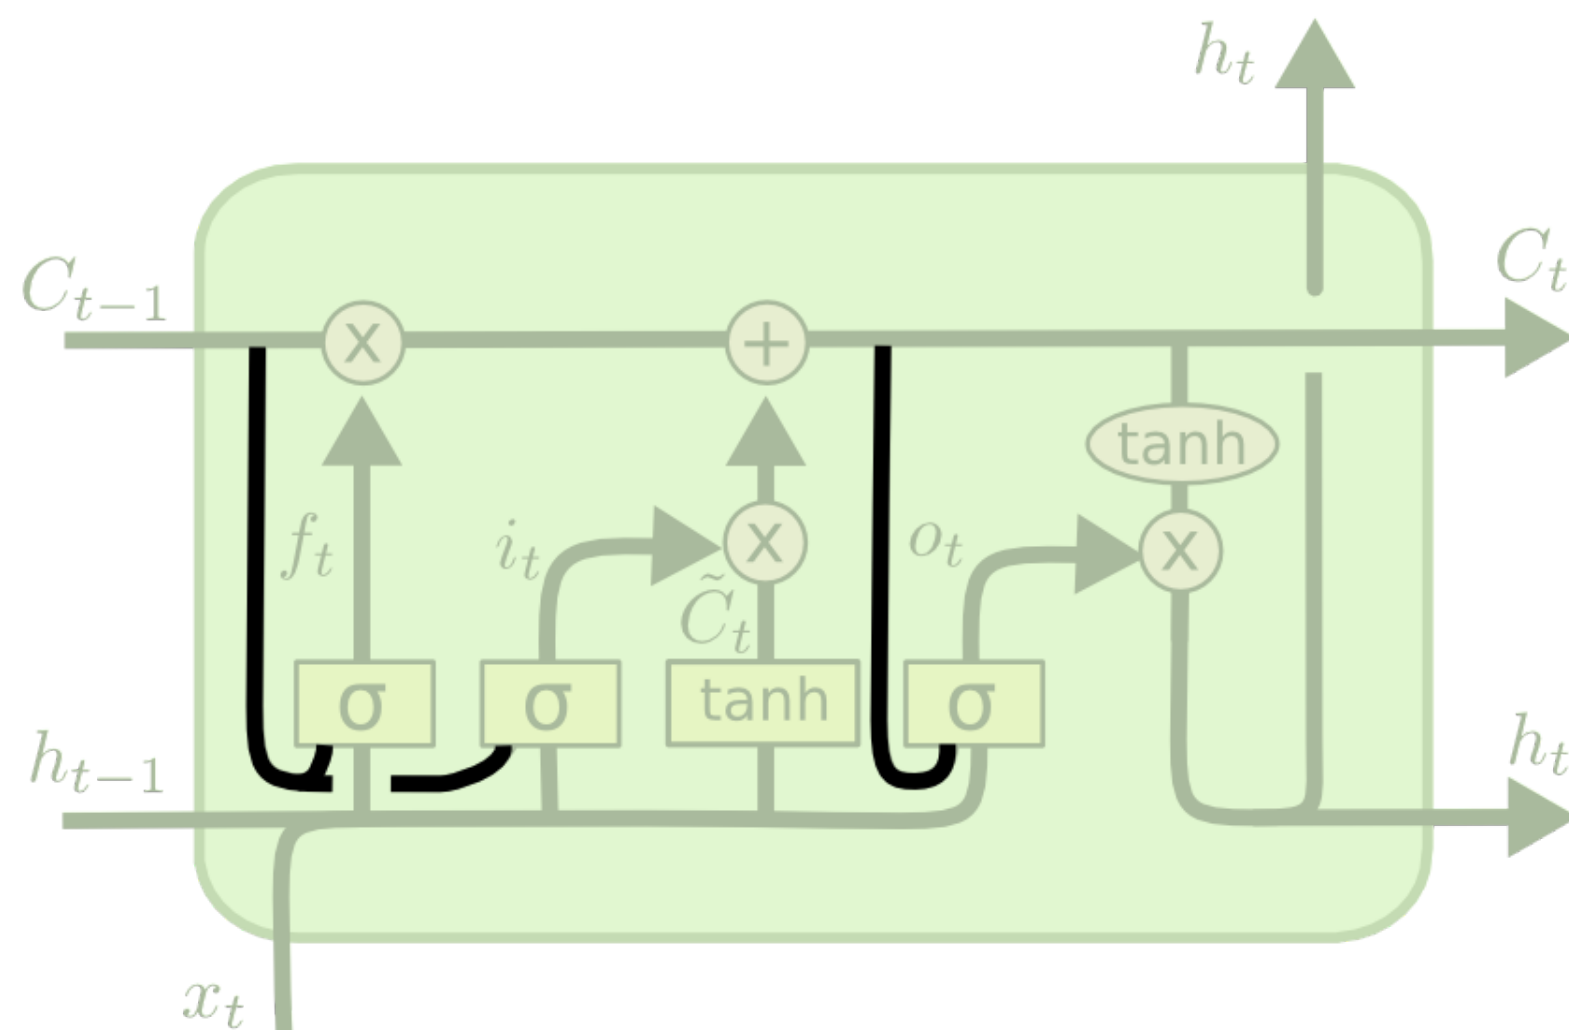 h_t
C_{t-1} C_t
x +
tanh
f_t i_t x o_t x
C̃_t
σ σ tanh σ
h_{t-1} h_t
x_t